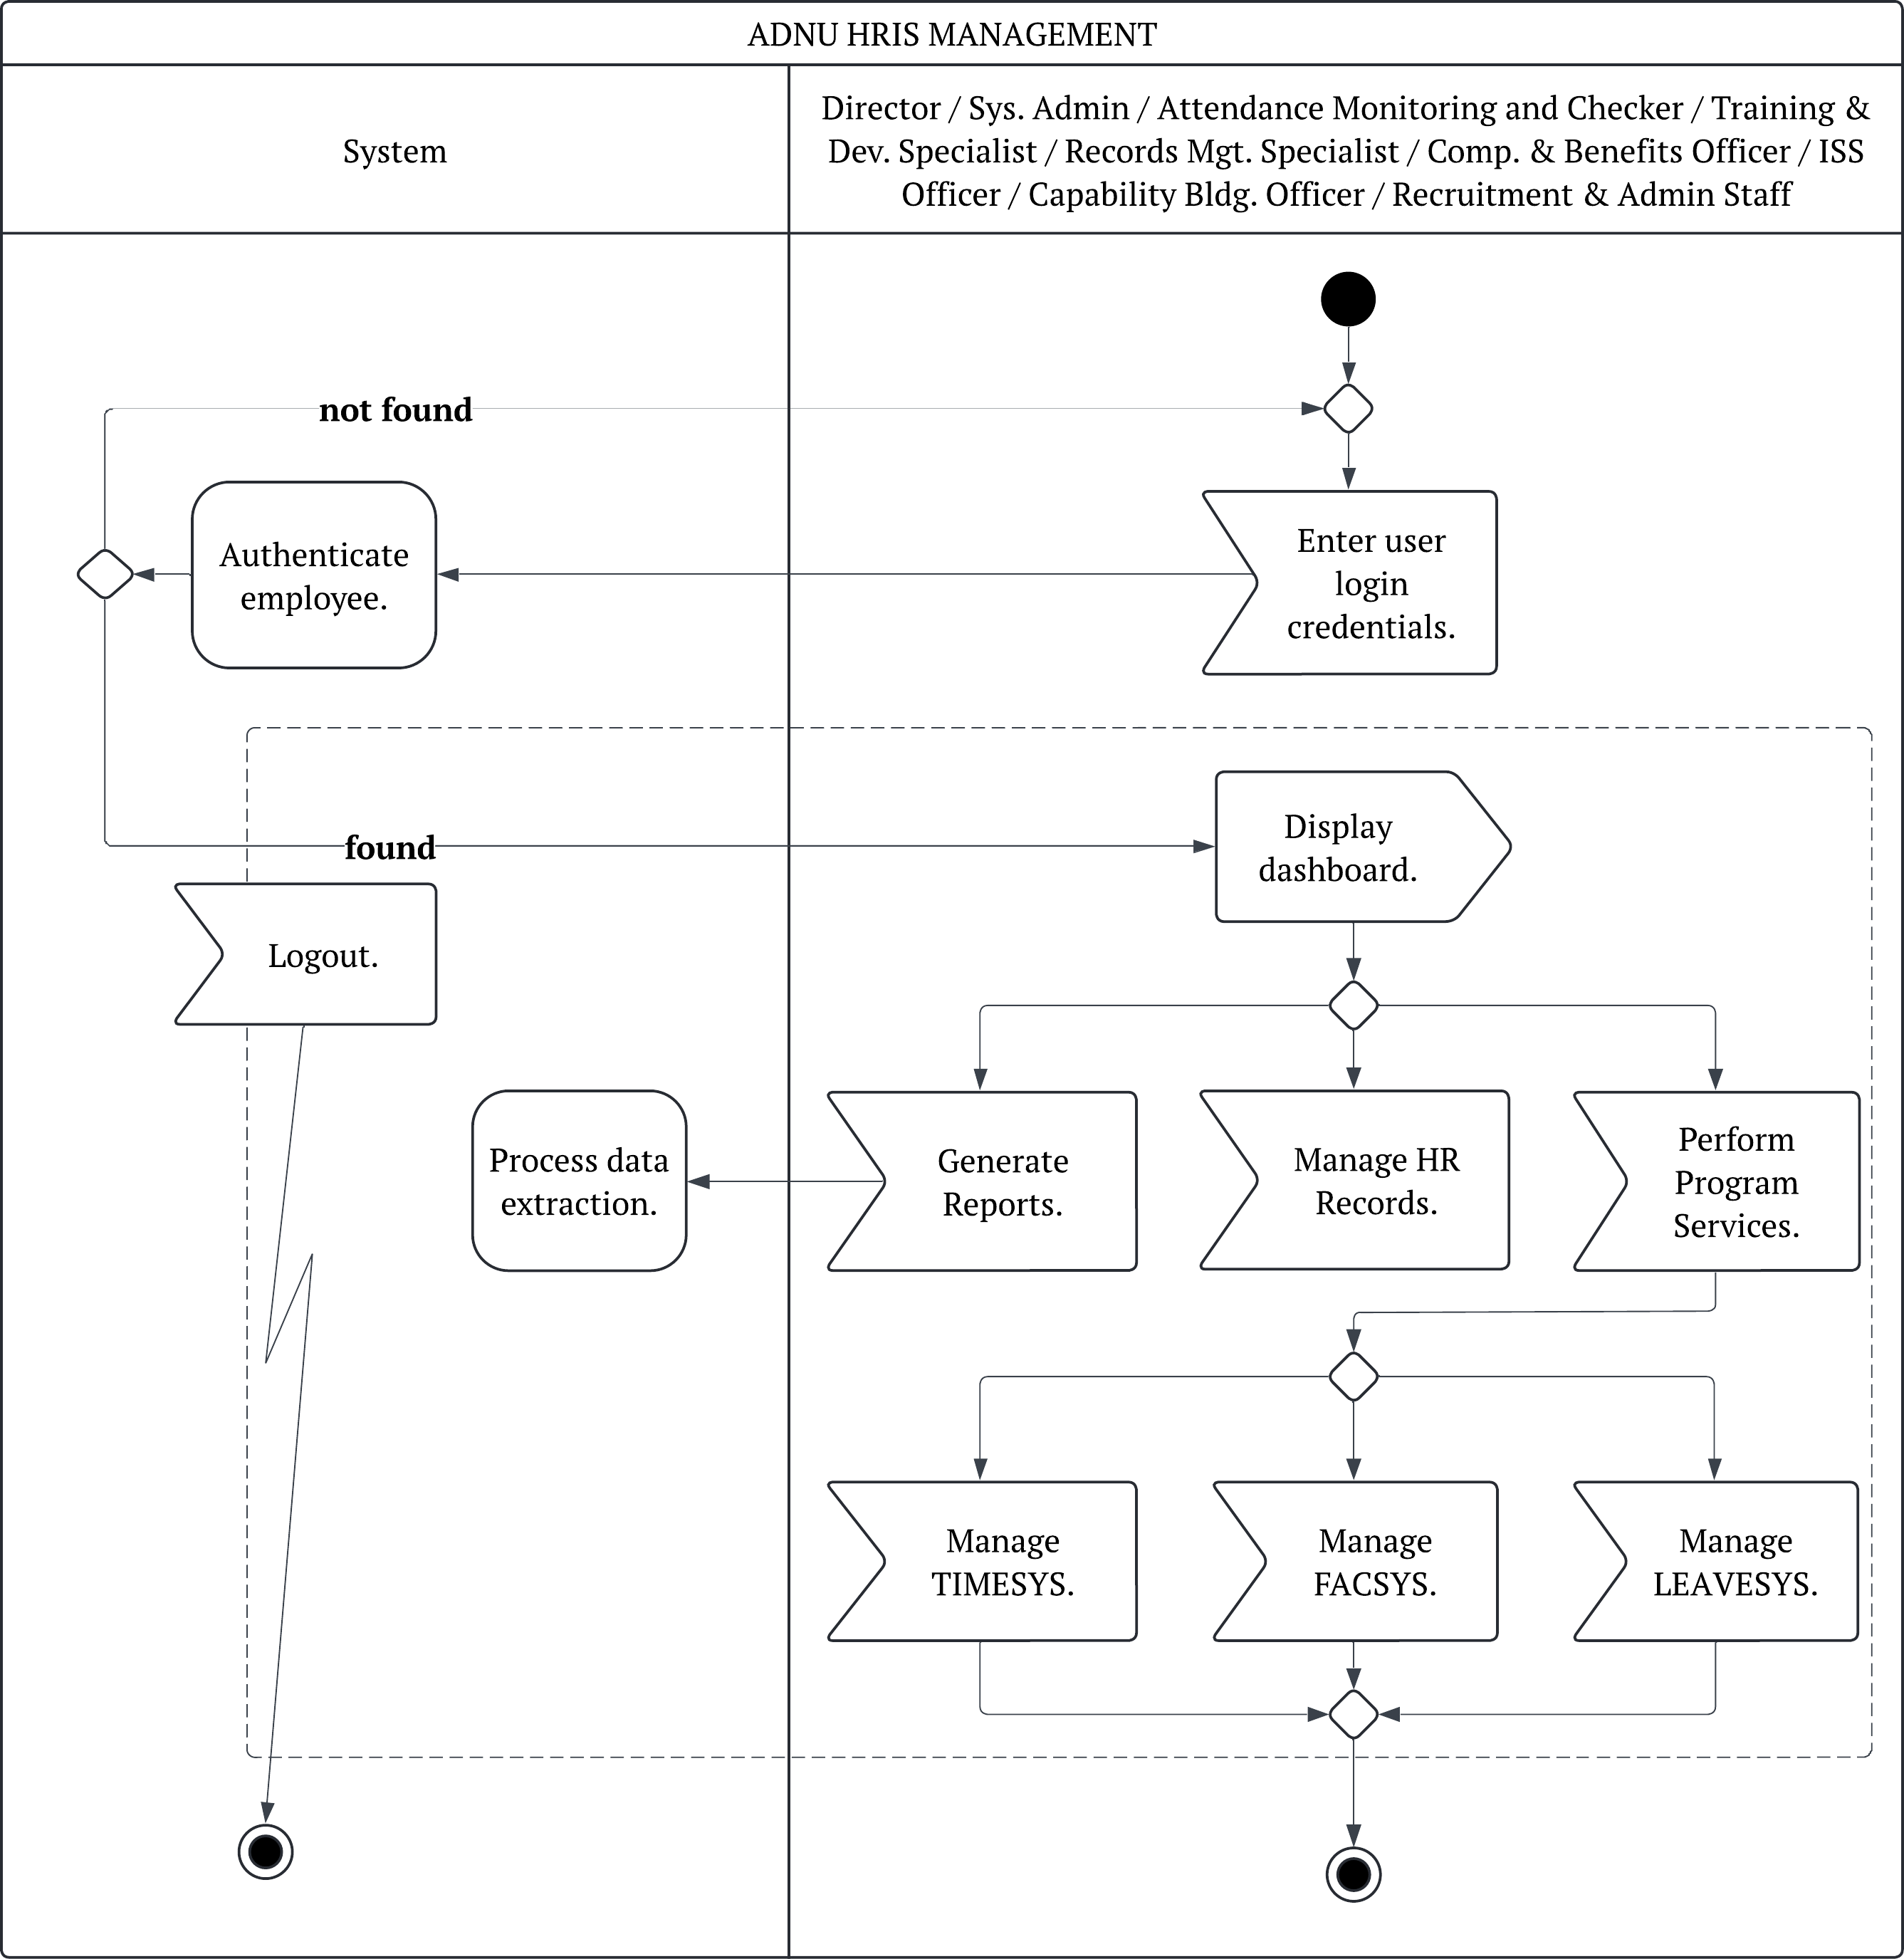 ADNU HRIS MANAGEMENT
System
Director / Sys. Admin / Attendance Monitoring and Checker / Training &
Dev. Specialist / Records Mgt. Specialist / Comp. & Benefits Officer / ISS
Officer / Capability Bldg. Officer / Recruitment & Admin Staff
not found
Authenticate
employee.
Enter user
login
credentials.
found
Display
dashboard.
Logout.
Process data
extraction.
Generate
Reports.
Manage HR
Records.
Perform
Program
Services.
Manage
TIMESYS.
Manage
FACSYS.
Manage
LEAVESYS.